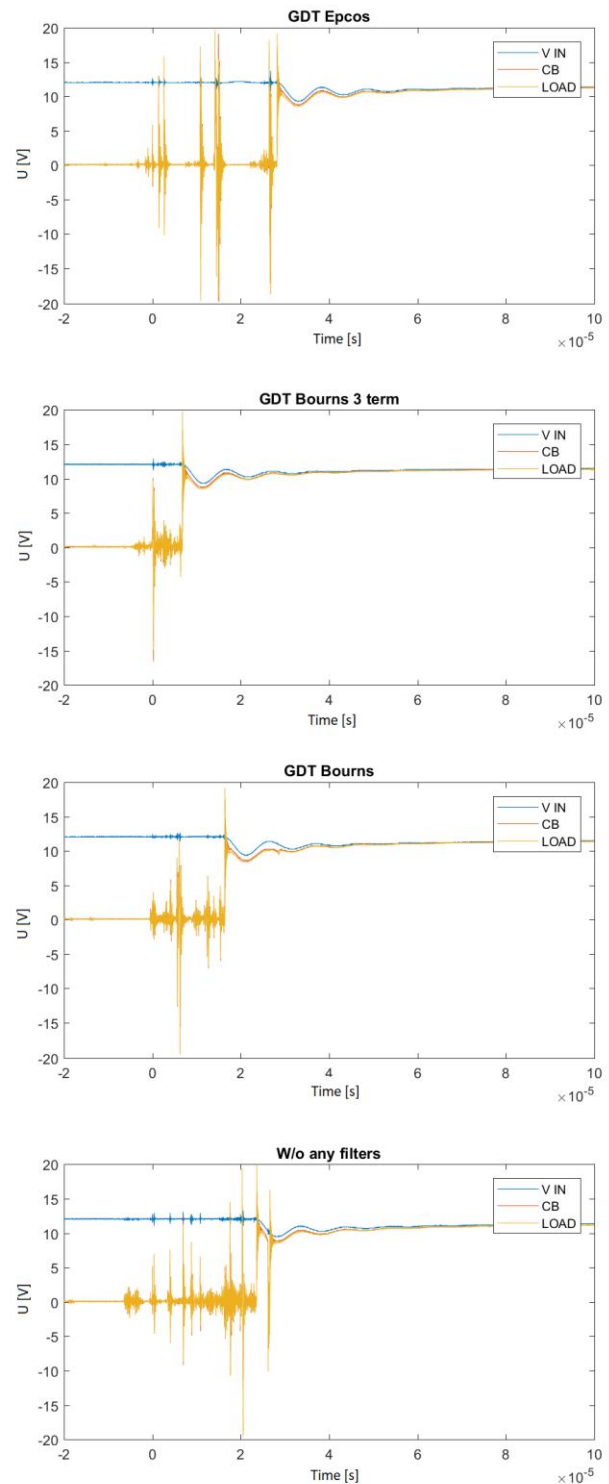 GDT Epcos
20
15
10
5
0
-5
-10
-15
-20
U [V]
V IN
CB
LOAD
-2 0 2 4 6 8 10
Time [s]
×10⁻⁵
GDT Bourns 3 term
20
15
10
5
0
-5
-10
-15
-20
U [V]
V IN
CB
LOAD
-2 0 2 4 6 8 10
Time [s]
×10⁻⁵
GDT Bourns
20
15
10
5
0
-5
-10
-15
-20
U [V]
V IN
CB
LOAD
-2 0 2 4 6 8 10
Time [s]
×10⁻⁵
W/o any filters
20
15
10
5
0
-5
-10
-15
-20
U [V]
V IN
CB
LOAD
-2 0 2 4 6 8 10
Time [s]
×10⁻⁵